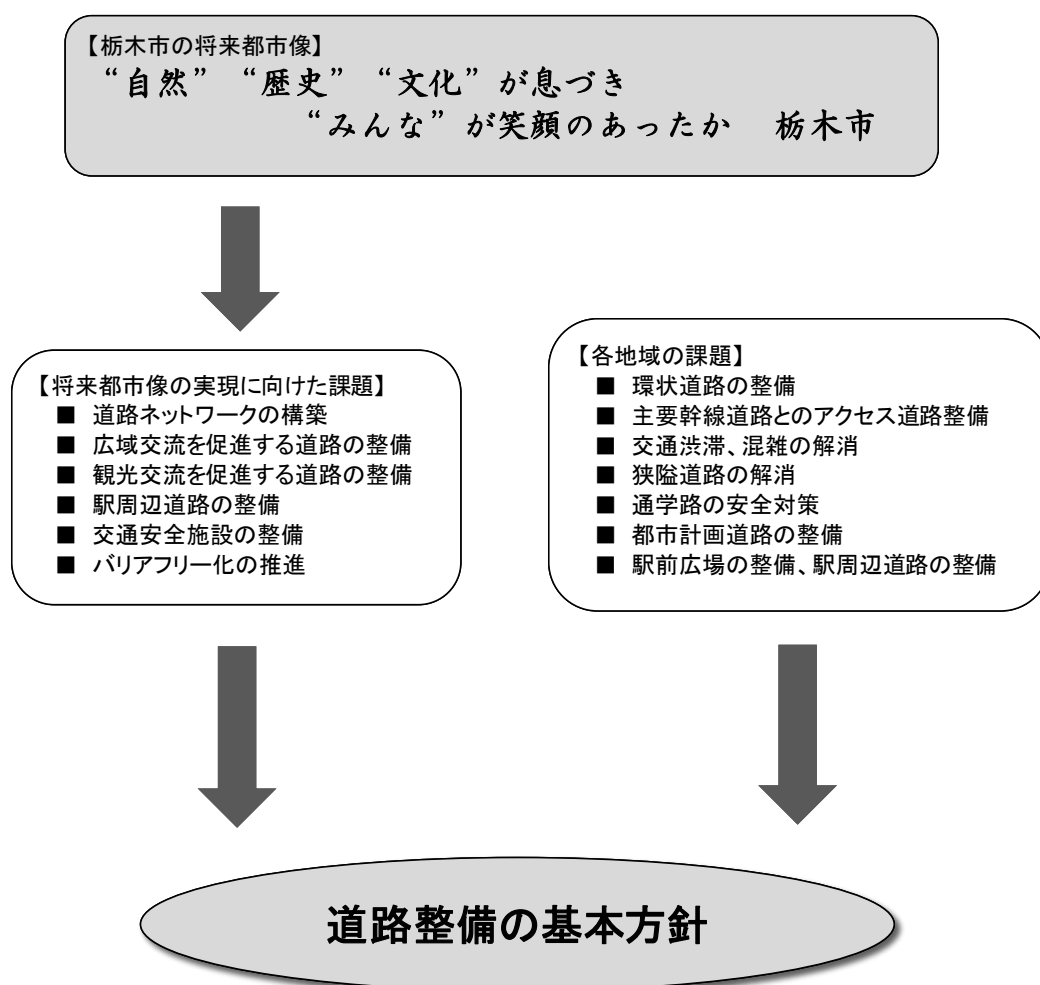 【栃木市の将来都市像】
“自然” “歴史” “文化” が息づき
“みんな” が笑顔のあったか 栃木市
【将来都市像の実現に向けた課題】
■ 道路ネットワークの構築
■ 広域交流を促進する道路の整備
■ 観光交流を促進する道路の整備
■ 駅周辺道路の整備
■ 交通安全施設の整備
■ バリアフリー化の推進
【各地域の課題】
■ 環状道路の整備
■ 主要幹線道路とのアクセス道路整備
■ 交通渋滞、混雑の解消
■ 狭隘道路の解消
■ 通学路の安全対策
■ 都市計画道路の整備
■ 駅前広場の整備、駅周辺道路の整備
道路整備の基本方針